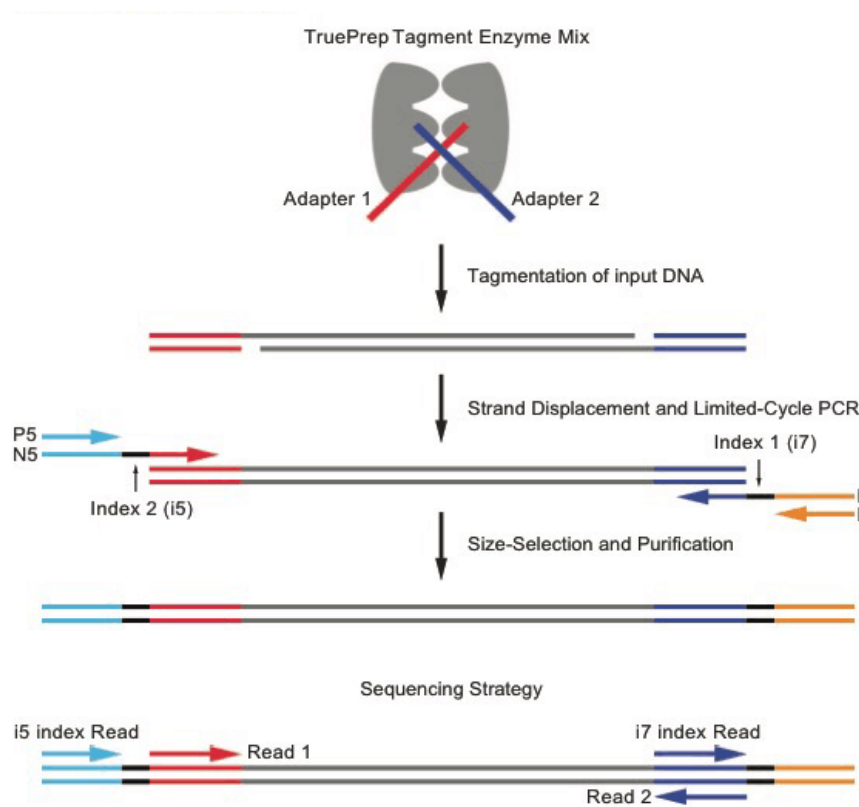 TruePrep Tagment Enzyme Mix
Adapter 1
Adapter 2
Tagmentation of input DNA
Strand Displacement and Limited-Cycle PCR
P5
N5
Index 1 (i7)
Index 2 (i5)
Size-Selection and Purification
Sequencing Strategy
i5 index Read
i7 index Read
Read 1
Read 2